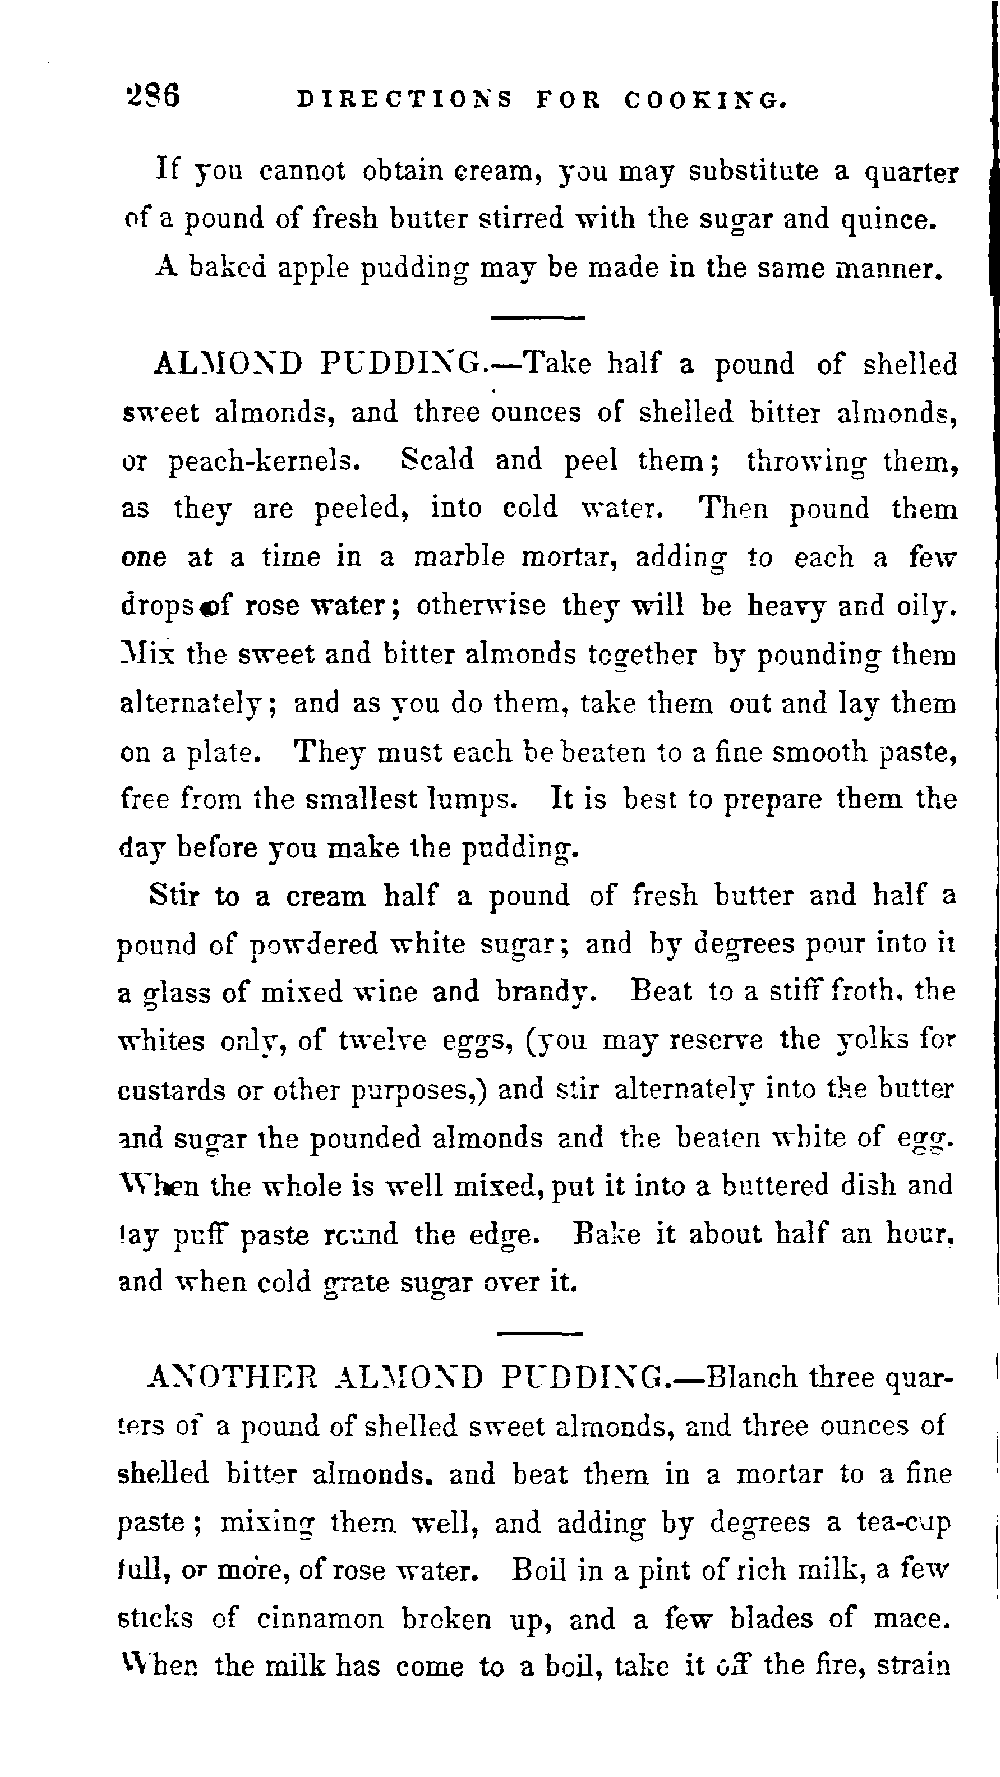 286 DIRECTIONS FOR COOKING.
If you cannot obtain cream, you may substitute a quarter
of a pound of fresh butter stirred with the sugar and quince.
A baked apple pudding may be made in the same manner.
ALMOND PUDDING.—Take half a pound of shelled
sweet almonds, and three ounces of shelled bitter almonds,
or peach-kernels. Scald and peel them; throwing them,
as they are peeled, into cold water. Then pound them
one at a time in a marble mortar, adding to each a few
drops of rose water; otherwise they will be heavy and oily.
Mix the sweet and bitter almonds together by pounding them
alternately; and as you do them, take them out and lay them
on a plate. They must each be beaten to a fine smooth paste,
free from the smallest lumps. It is best to prepare them the
day before you make the pudding.
Stir to a cream half a pound of fresh butter and half a
pound of powdered white sugar; and by degrees pour into it
a glass of mixed wine and brandy. Beat to a stiff froth, the
whites only, of twelve eggs, (you may reserve the yolks for
custards or other purposes,) and stir alternately into the butter
and sugar the pounded almonds and the beaten white of egg.
When the whole is well mixed, put it into a buttered dish and
lay puff paste round the edge. Bake it about half an hour,
and when cold grate sugar over it.
ANOTHER ALMOND PUDDING.—Blanch three quar-
ters of a pound of shelled sweet almonds, and three ounces of
shelled bitter almonds, and beat them in a mortar to a fine
paste; mixing them well, and adding by degrees a tea-cup
full, or more, of rose water. Boil in a pint of rich milk, a few
sticks of cinnamon broken up, and a few blades of mace.
When the milk has come to a boil, take it off the fire, strain